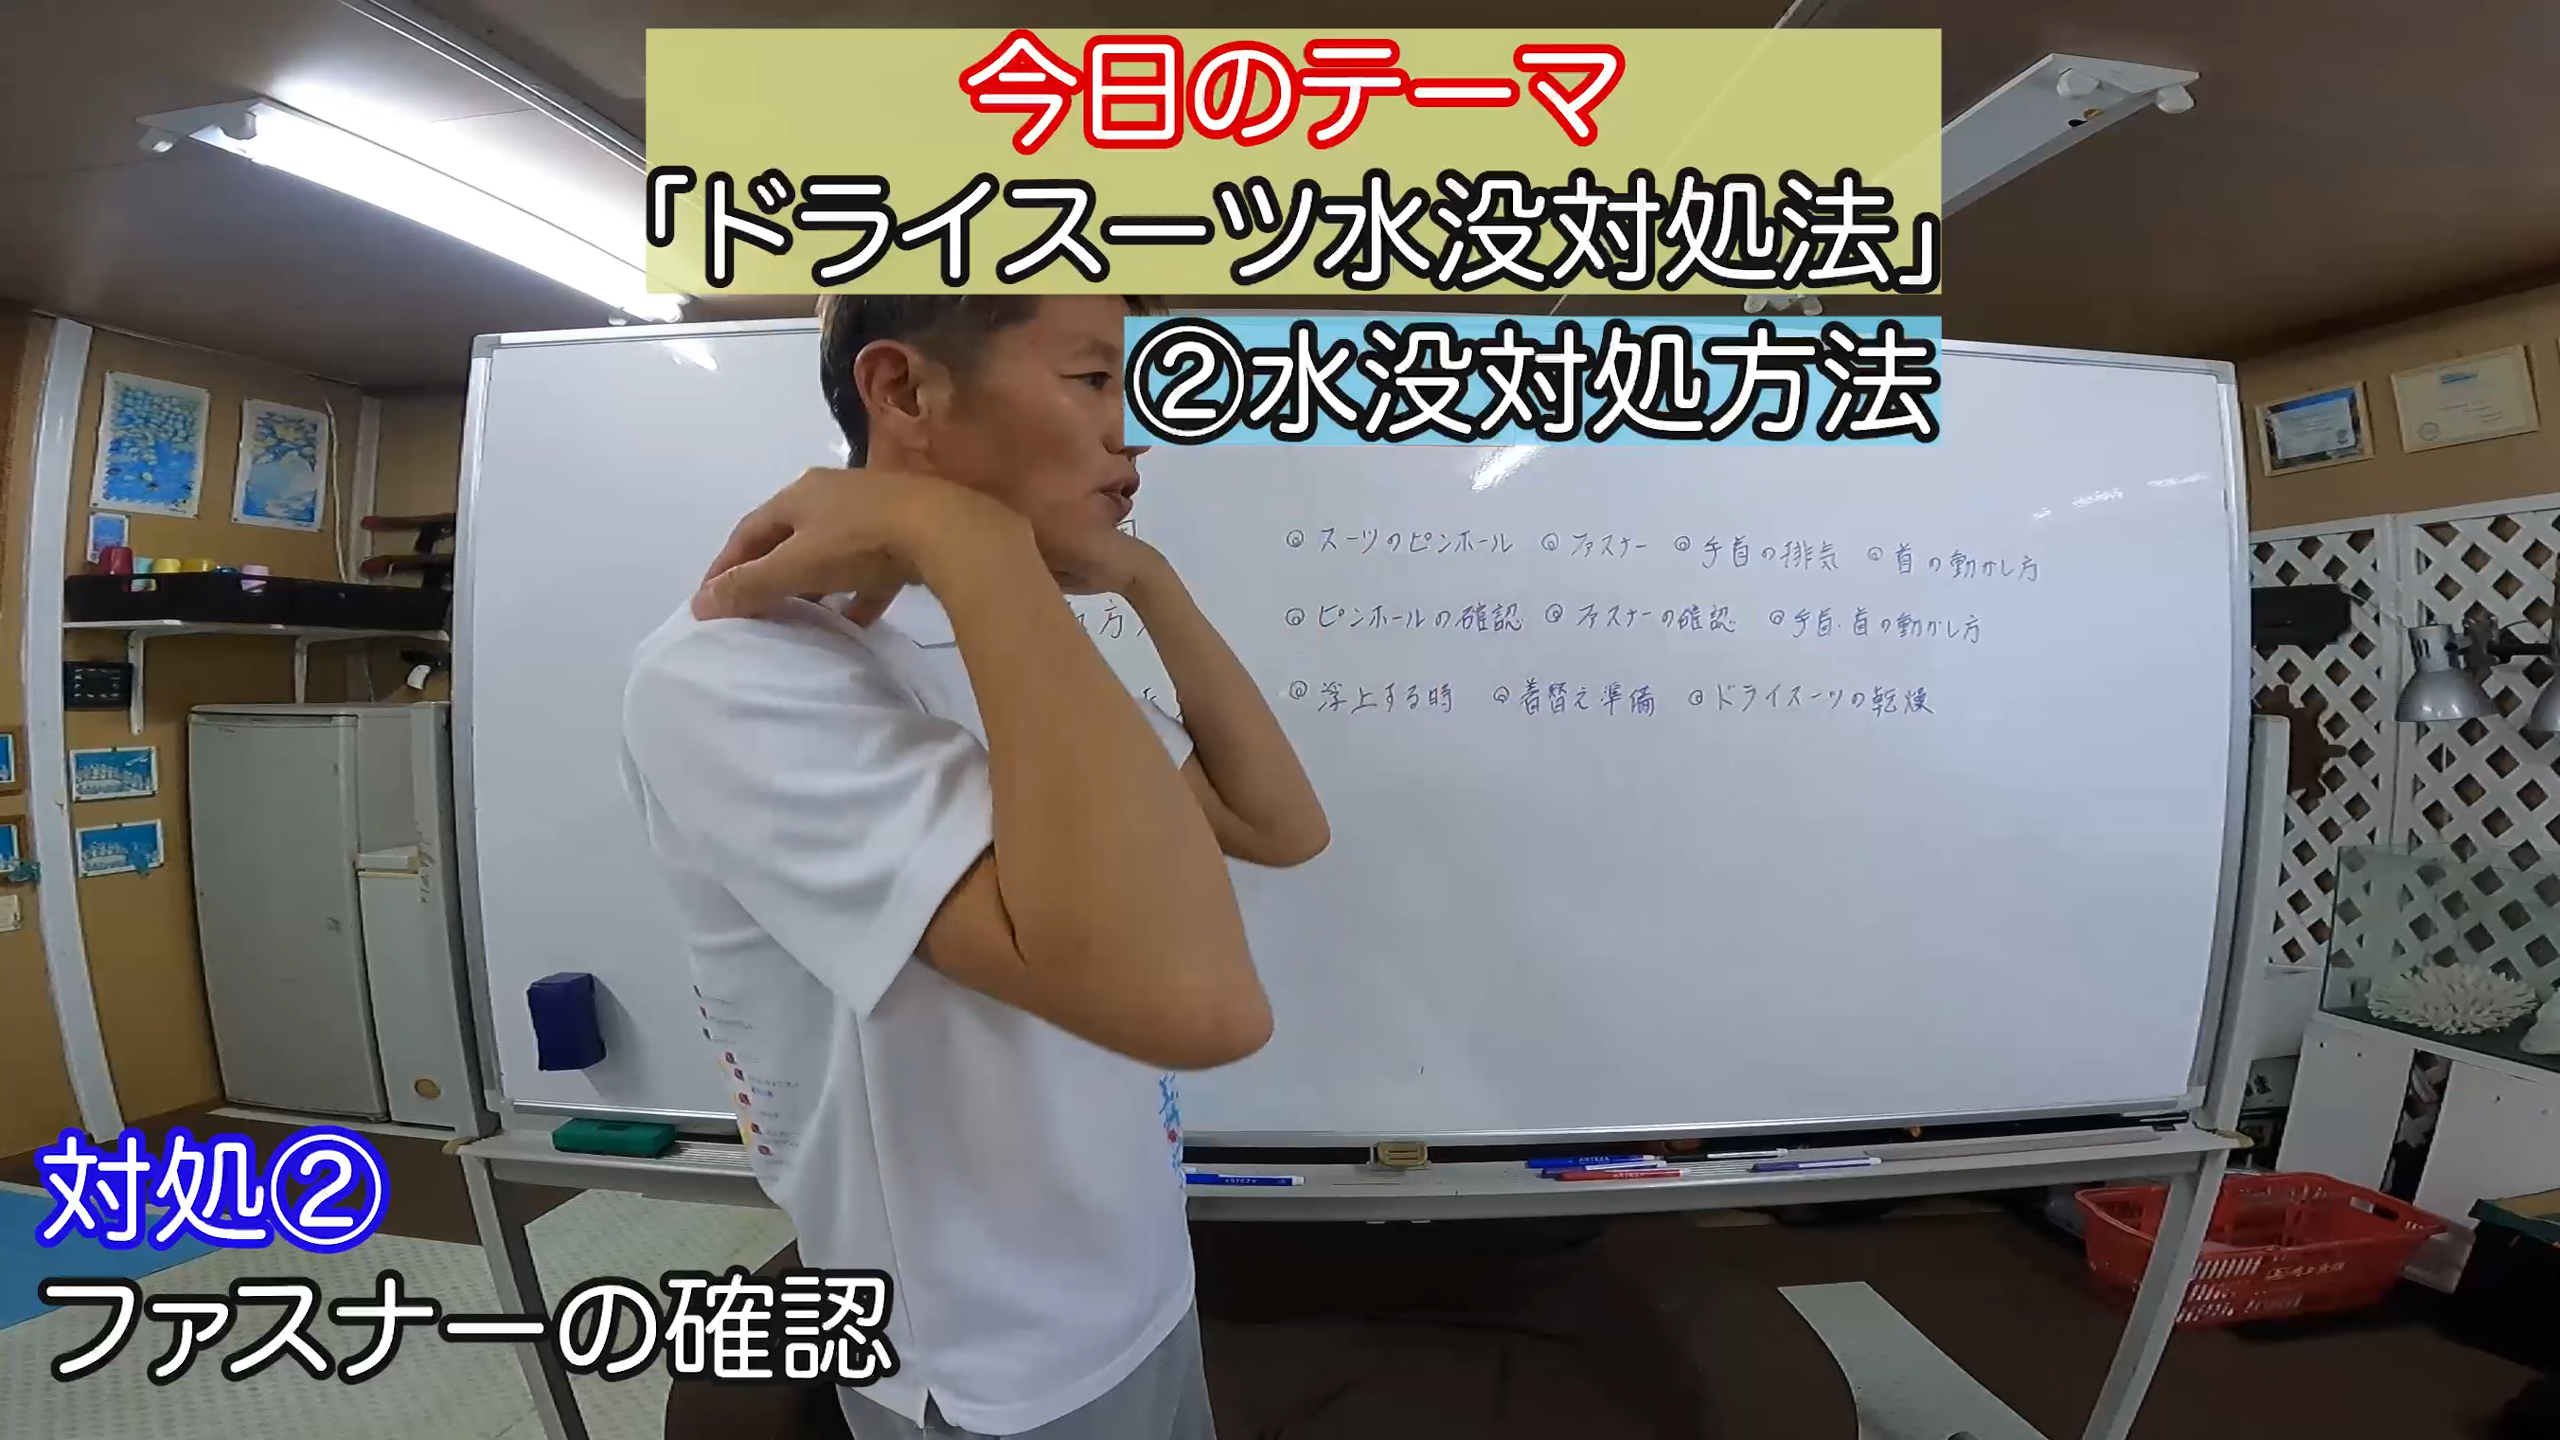 今日のテーマ
「ドライスーツ水没対処法」
②水没対処方法
◎スーツのピンホール ◎ファスナー ◎手首の排気 ◎首の動かし方
◎ピンホールの確認 ◎ファスナーの確認 ◎手首・首の動かし方
◎浮上する時 ◎着替え準備 ◎ドライスーツの乾燥
対処②
ファスナーの確認